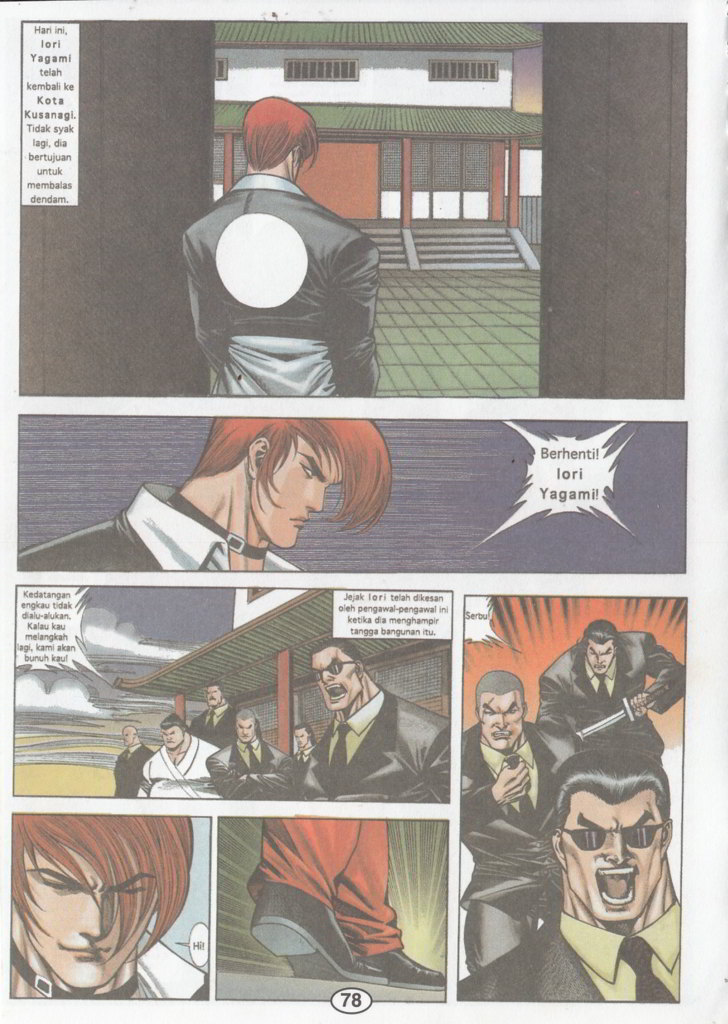 Hari ini,
Iori
Yagami
telah
kembali ke
Kota
Kusanagi.
Tidak syak
lagi, dia
bertujuan
untuk
membalas
dendam.
Berhenti!
Iori
Yagami!
Kedatangan
engkau tidak
dialu-alukan.
Kalau kau
melangkah
lagi, kami akan
bunuh kau!
Jejak Iori telah dikesan
oleh pengawal-pengawal ini
ketika dia menghampir
tangga bangunan itu.
Serbu!
Hi!
78